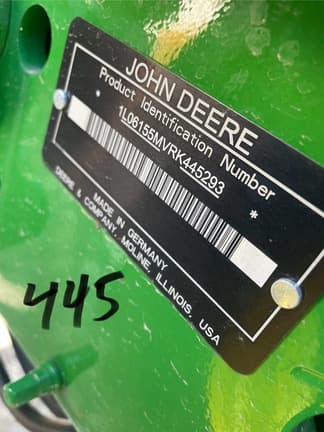 JOHN DEERE
Product Identification Number
* 1L06155MVRK445293 *
MADE IN GERMANY
DEERE & COMPANY, MOLINE, ILLINOIS, USA
445